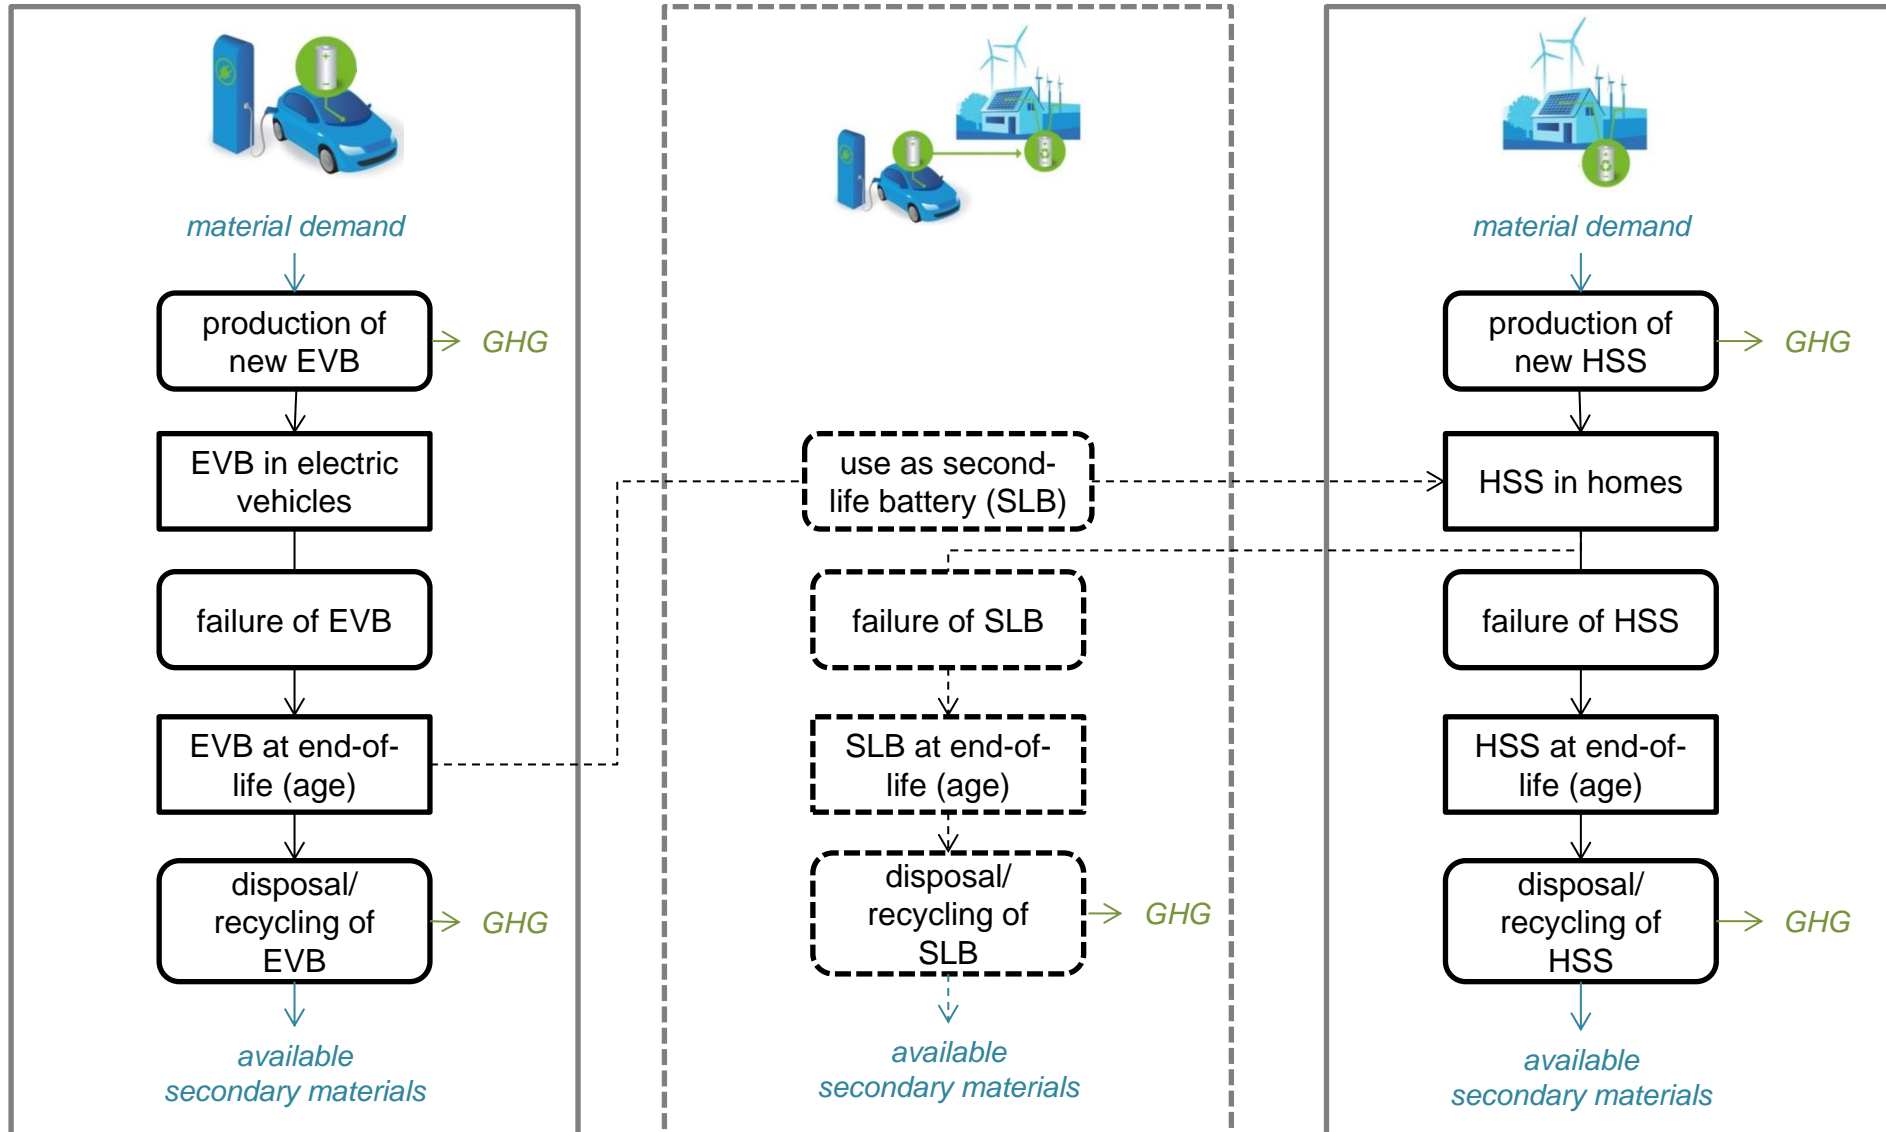 material demand
production of
new EVB
GHG
EVB in electric
vehicles
failure of EVB
EVB at end-of-
life (age)
disposal/
recycling of
EVB
GHG
available
secondary materials
use as second-
life battery (SLB)
failure of SLB
SLB at end-of-
life (age)
disposal/
recycling of
SLB
GHG
available
secondary materials
material demand
production of
new HSS
GHG
HSS in homes
failure of HSS
HSS at end-of-
life (age)
disposal/
recycling of
HSS
GHG
available
secondary materials